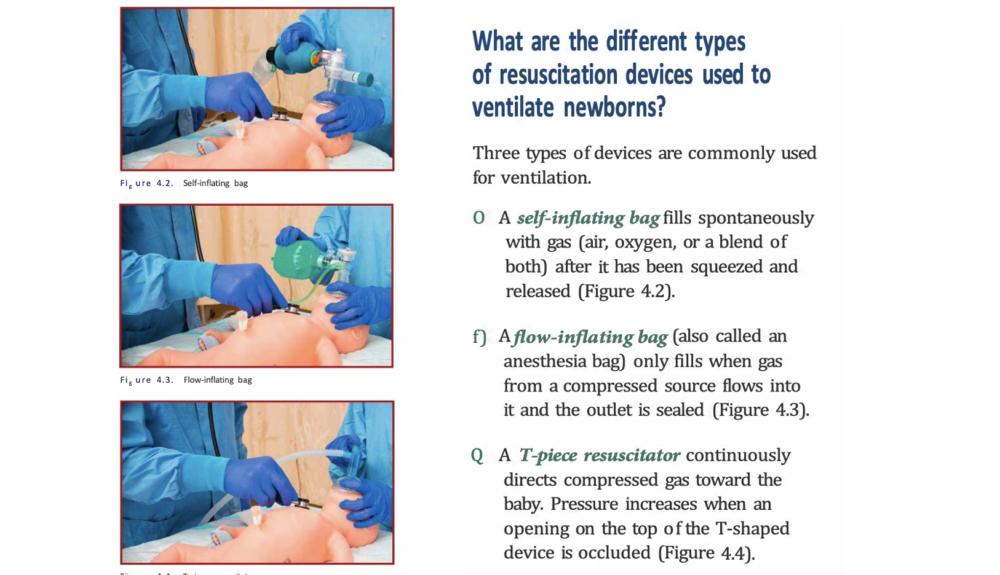 Fig ure 4.2. Self-inflating bag
Fig ure 4.3. Flow-inflating bag
What are the different types
of resuscitation devices used to
ventilate newborns?
Three types of devices are commonly used
for ventilation.
O A self-inflating bag fills spontaneously
with gas (air, oxygen, or a blend of
both) after it has been squeezed and
released (Figure 4.2).
f) A flow-inflating bag (also called an
anesthesia bag) only fills when gas
from a compressed source flows into
it and the outlet is sealed (Figure 4.3).
Q A T-piece resuscitator continuously
directs compressed gas toward the
baby. Pressure increases when an
opening on the top of the T-shaped
device is occluded (Figure 4.4).